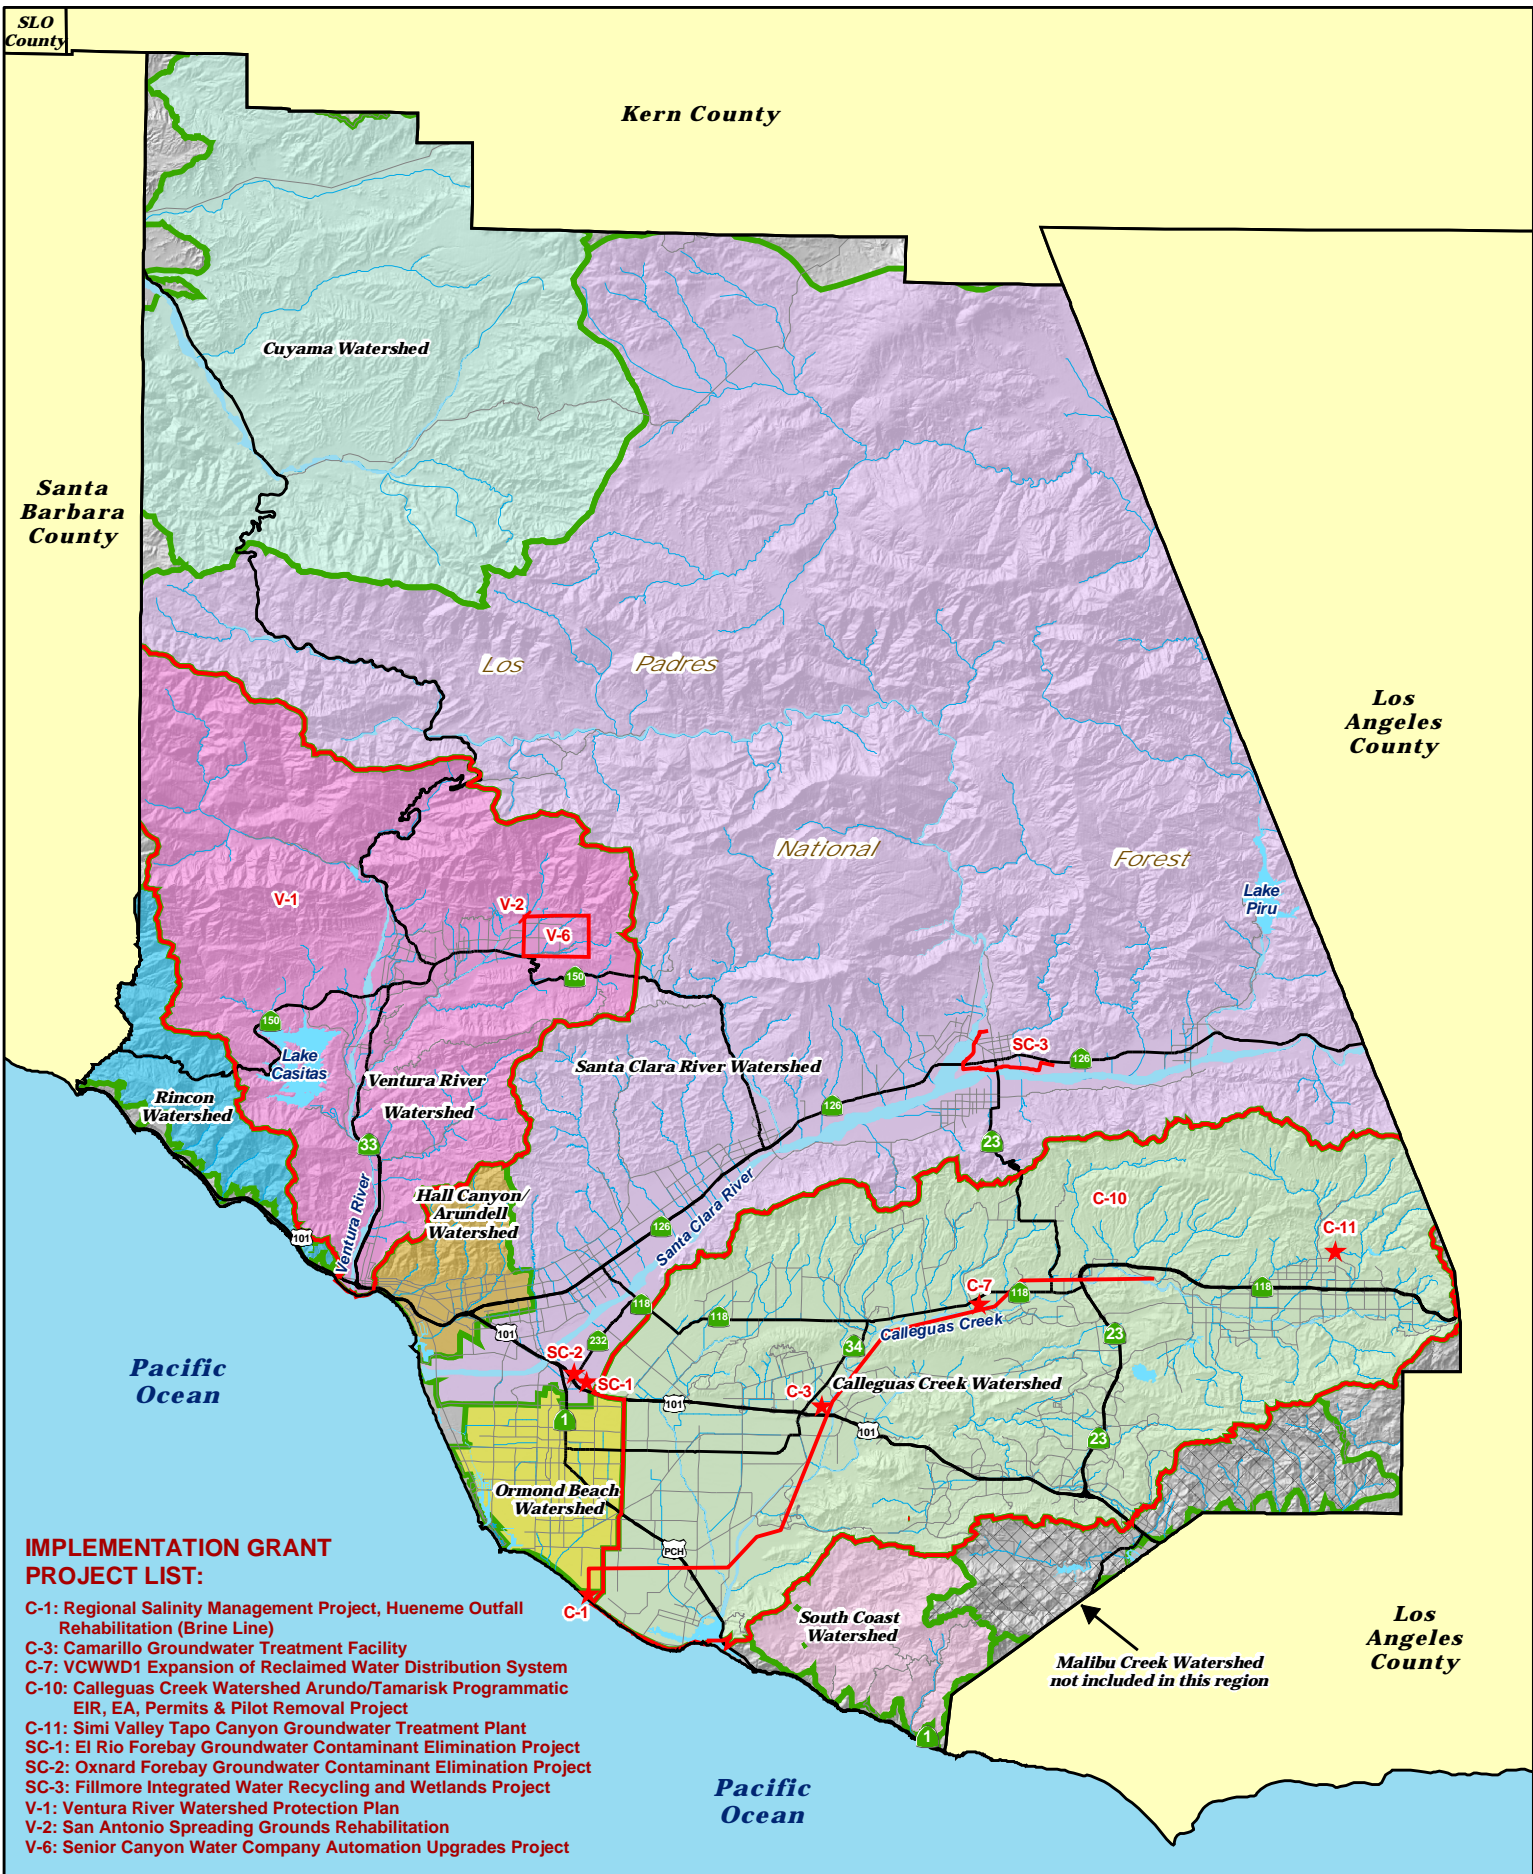 SLO
County
Kern County
Cuyama Watershed
Santa
Barbara
County
Los Padres
Los
Angeles
County
National
Forest
Lake
Piru
V-1
V-2
V-6
150
150
SC-3
126
Lake
Casitas
Santa Clara River Watershed
Ventura River
Watershed
Rincon
Watershed
126
33
23
Hall Canyon/
Arundell
Watershed
Ventura River
Santa Clara River
126
101
C-10
C-11
C-7
118
118
118
118
Calleguas Creek
101
232
34
23
SC-2
SC-1
Pacific
Ocean
C-3
Calleguas Creek Watershed
101
1
101
23
Ormond Beach
Watershed
PCH
C-1
South Coast
Watershed
Los
Angeles
County
Malibu Creek Watershed
not included in this region
1
Pacific
Ocean
IMPLEMENTATION GRANT
PROJECT LIST:
C-1: Regional Salinity Management Project, Hueneme Outfall
Rehabilitation (Brine Line)
C-3: Camarillo Groundwater Treatment Facility
C-7: VCWWD1 Expansion of Reclaimed Water Distribution System
C-10: Calleguas Creek Watershed Arundo/Tamarisk Programmatic
EIR, EA, Permits & Pilot Removal Project
C-11: Simi Valley Tapo Canyon Groundwater Treatment Plant
SC-1: El Rio Forebay Groundwater Contaminant Elimination Project
SC-2: Oxnard Forebay Groundwater Contaminant Elimination Project
SC-3: Fillmore Integrated Water Recycling and Wetlands Project
V-1: Ventura River Watershed Protection Plan
V-2: San Antonio Spreading Grounds Rehabilitation
V-6: Senior Canyon Water Company Automation Upgrades Project